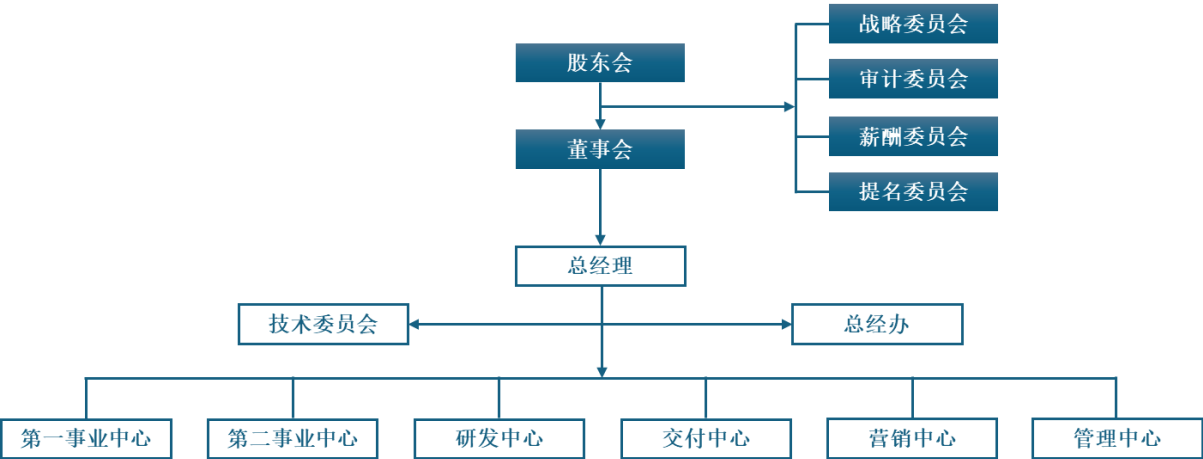 战略委员会
股东会
审计委员会
薪酬委员会
董事会
提名委员会
总经理
技术委员会
总经办
第一事业中心
第二事业中心
研发中心
交付中心
营销中心
管理中心